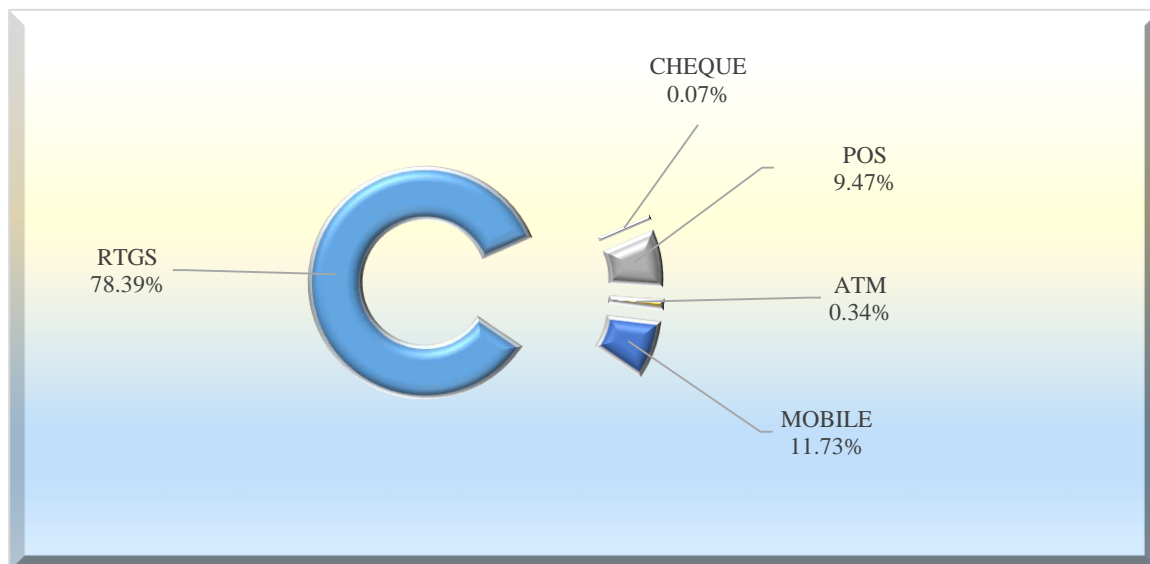 CHEQUE
0.07%
POS
9.47%
RTGS
78.39%
ATM
0.34%
MOBILE
11.73%